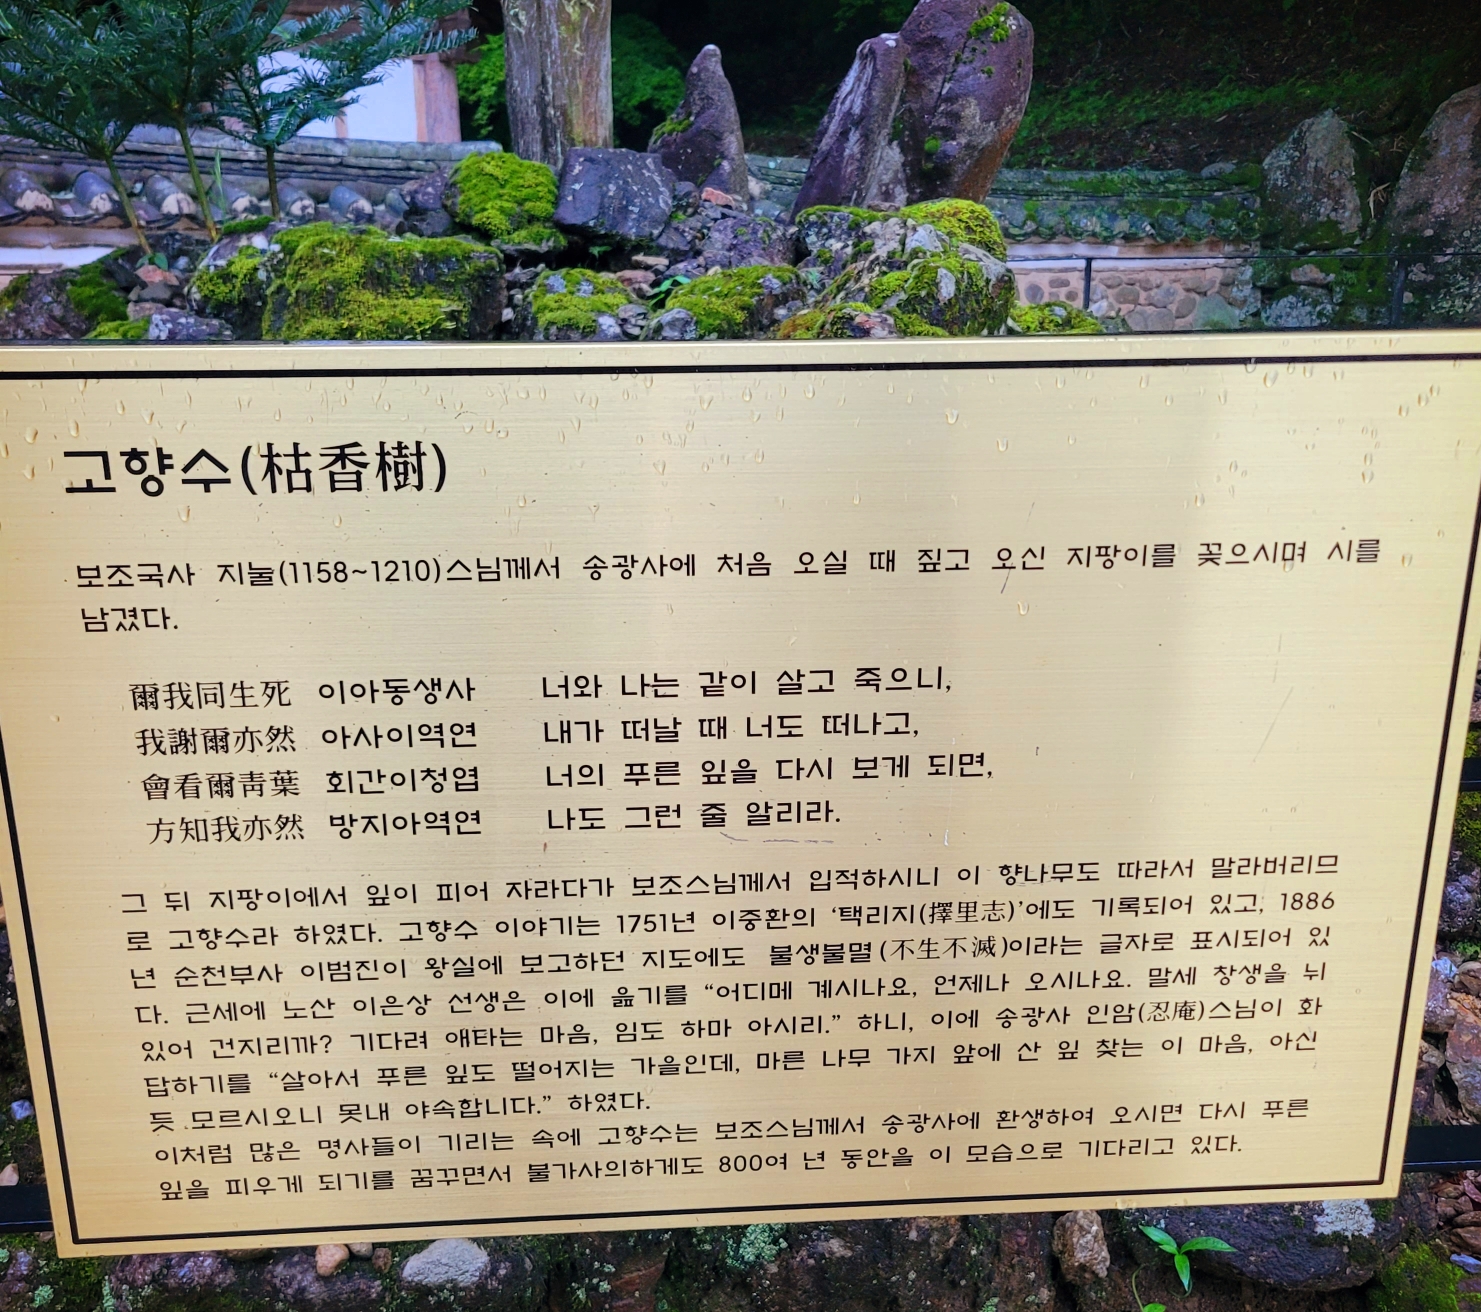 고향수(枯香樹)
보조국사 지눌(1158~1210)스님께서 송광사에 처음 오실 때 짚고 오신 지팡이를 꽂으시며 시를
남겼다.
爾我同生死 이아동생사 너와 나는 같이 살고 죽으니,
我謝爾亦然 아사이역연 내가 떠날 때 너도 떠나고,
會看爾靑葉 회간이청엽 너의 푸른 잎을 다시 보게 되면,
方知我亦然 방지아역연 나도 그런 줄 알리라.
그 뒤 지팡이에서 잎이 피어 자라다가 보조스님께서 입적하시니 이 향나무도 따라서 말라버리므
로 고향수라 하였다. 고향수 이야기는 1751년 이중환의 ‘택리지(擇里志)’에도 기록되어 있고, 1886
년 순천부사 이범진이 왕실에 보고하던 지도에도 불생불멸(不生不滅)이라는 글자로 표시되어 있
다. 근세에 노산 이은상 선생은 이에 읊기를 “어디메 계시나요, 언제나 오시나요. 말세 창생을 뉘
있어 건지리까? 기다려 애타는 마음, 임도 하마 아시리.” 하니, 이에 송광사 인암(忍庵)스님이 화
답하기를 “살아서 푸른 잎도 떨어지는 가을인데, 마른 나무 가지 앞에 산 잎 찾는 이 마음, 아신
듯 모르시오니 못내 야속합니다.” 하였다.
이처럼 많은 명사들이 기리는 속에 고향수는 보조스님께서 송광사에 환생하여 오시면 다시 푸른
잎을 피우게 되기를 꿈꾸면서 불가사의하게도 800여 년 동안을 이 모습으로 기다리고 있다.